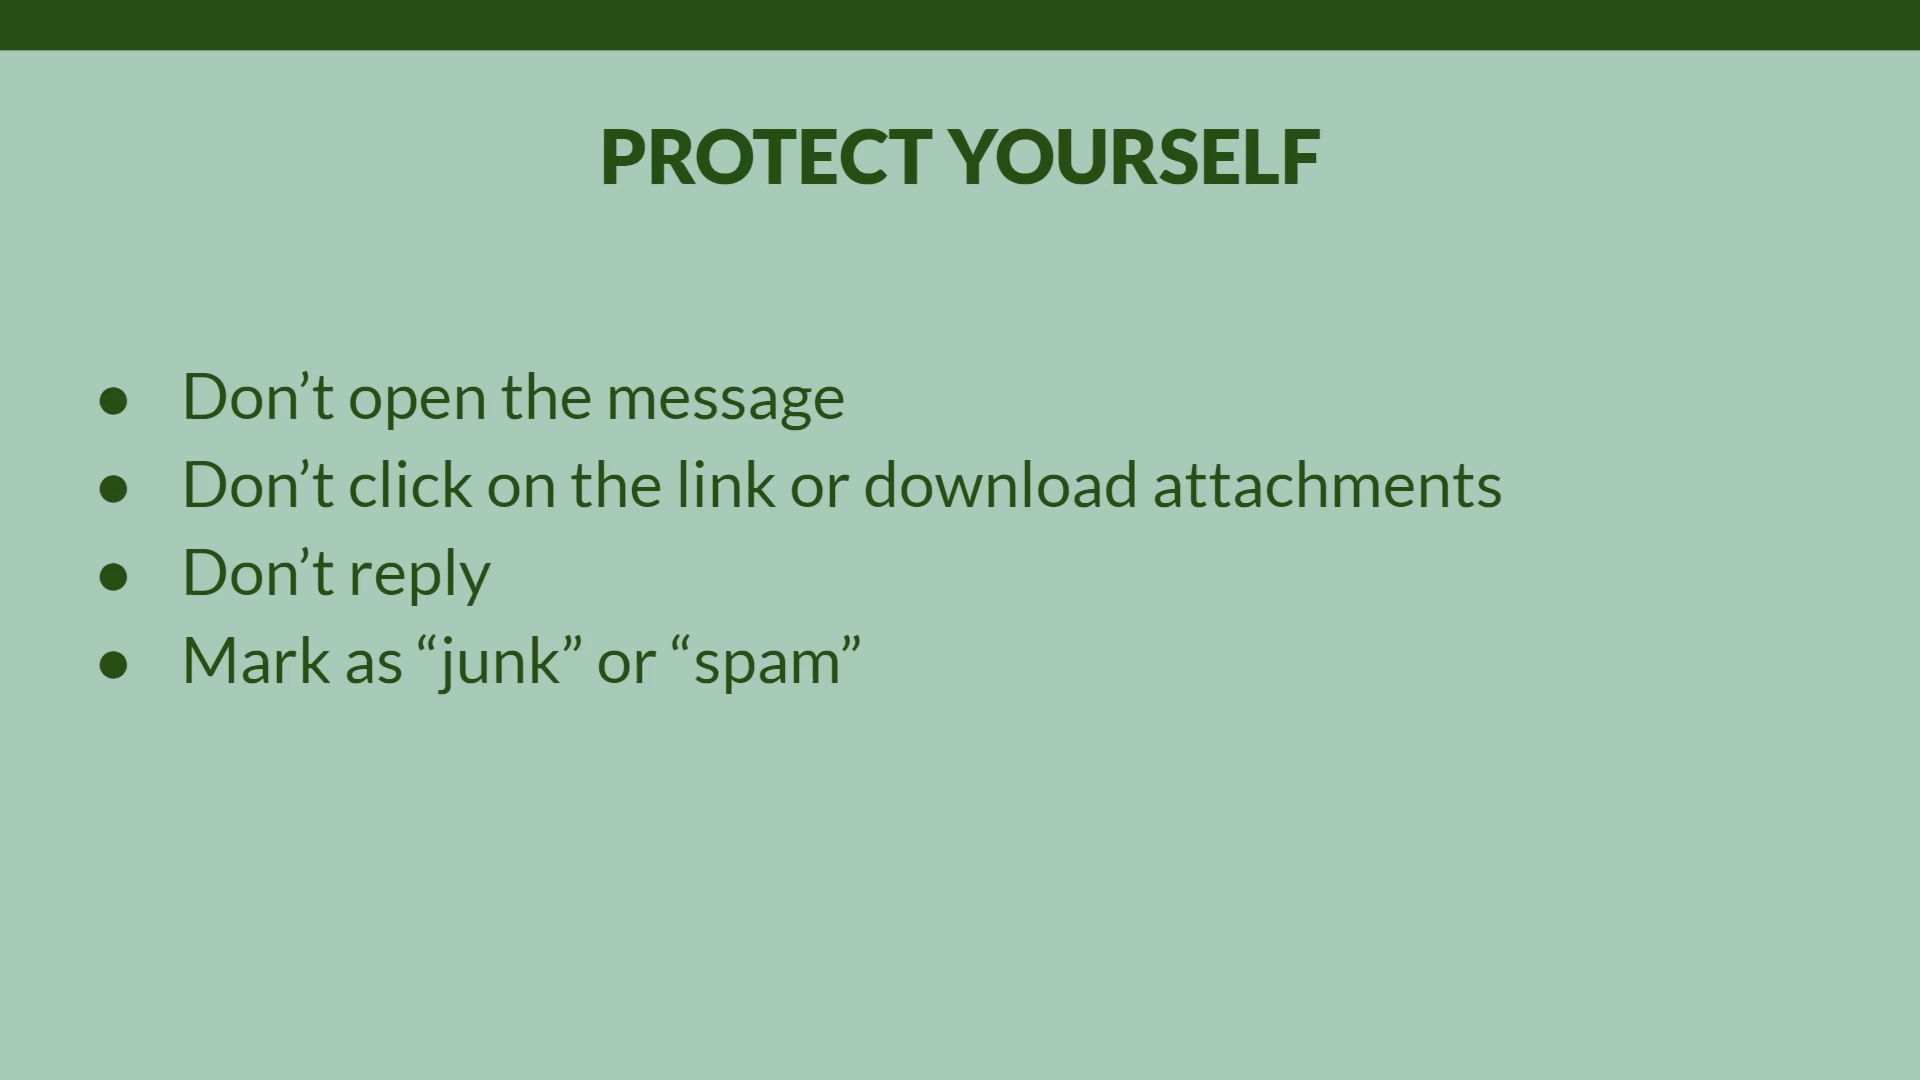 PROTECT YOURSELF
● Don’t open the message
● Don’t click on the link or download attachments
● Don’t reply
● Mark as “junk” or “spam”